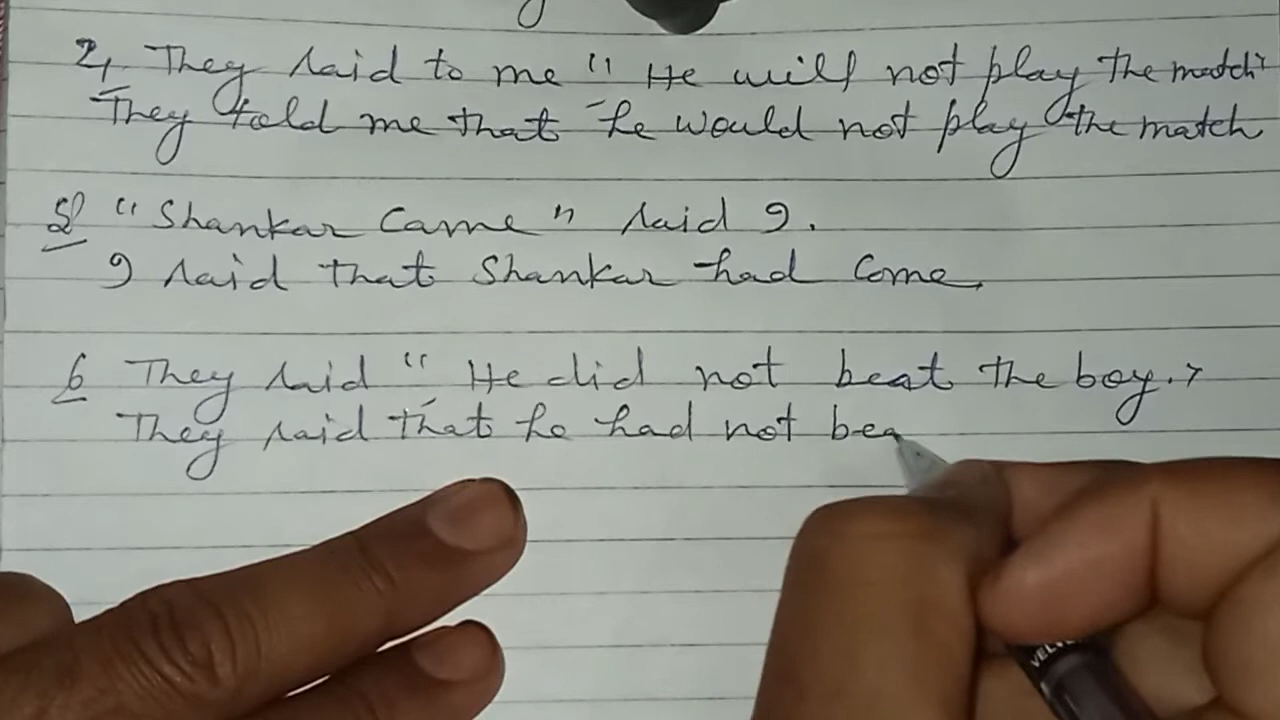 2, They said to me " He will not play the match"
They told me that he would not play the match
5) "Shankar Came" said I.
I said that Shankar had Come.
6 They said " He did not beat the boy."
They said that he had not bea
VEL